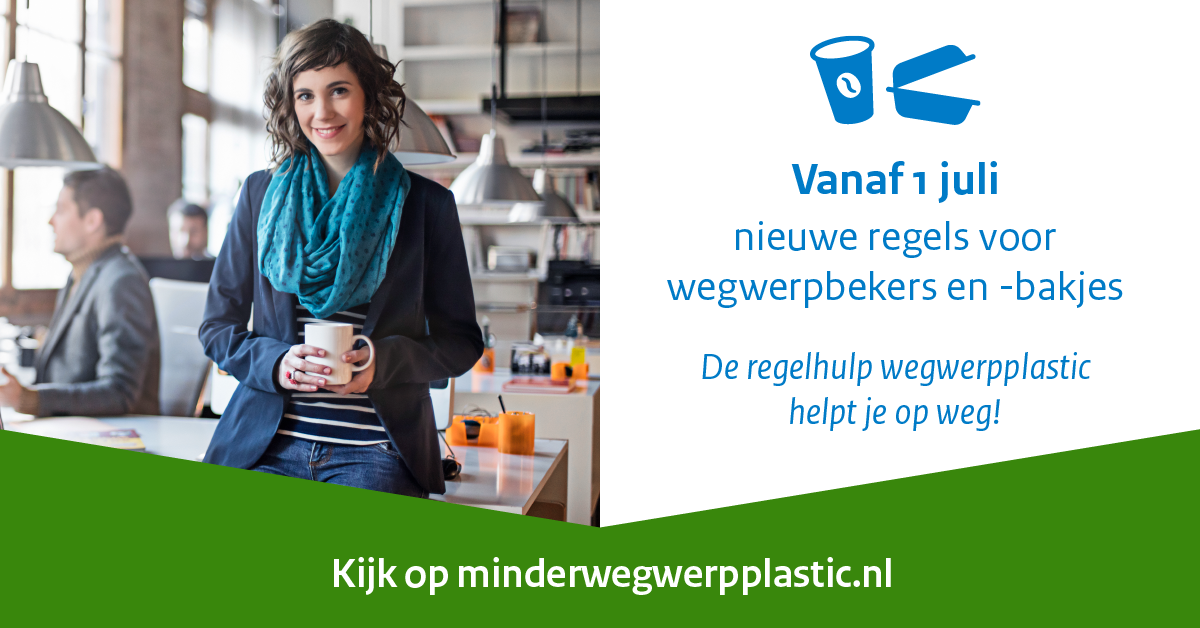 Vanaf 1 juli
nieuwe regels voor
wegwerpbekers en -bakjes
De regelhulp wegwerpplastic
helpt je op weg!
Kijk op minderwegwerpplastic.nl